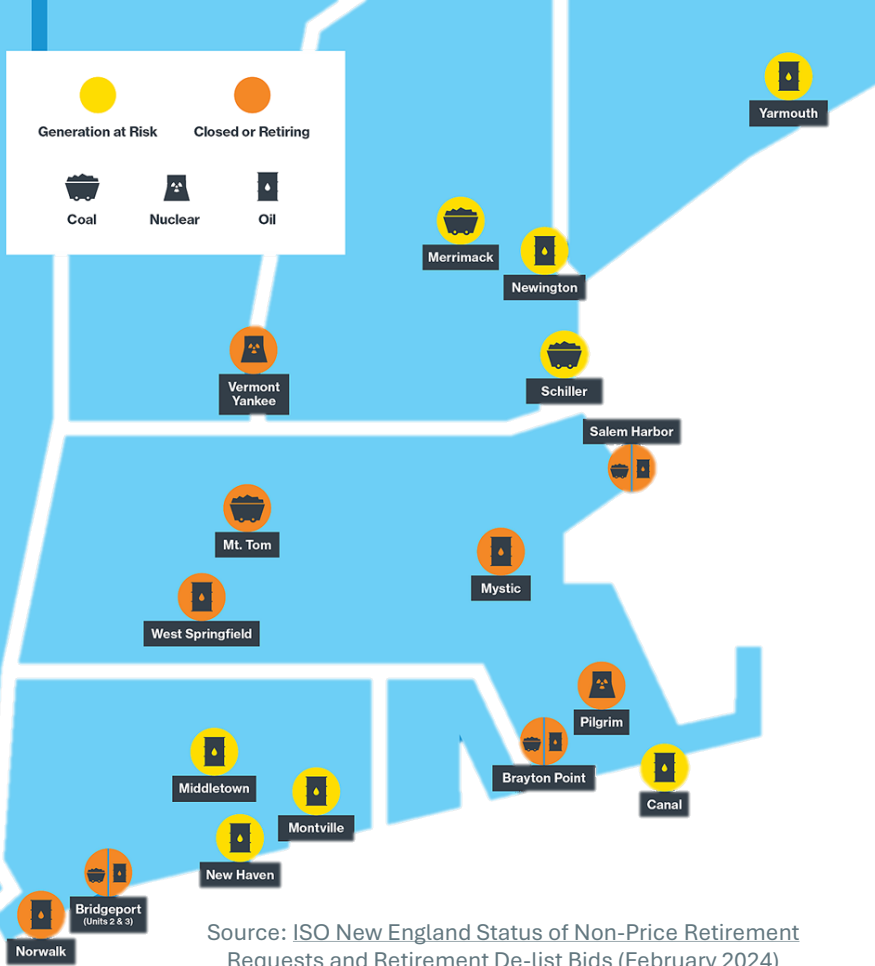 Generation at Risk
Closed or Retiring
Coal
Nuclear
Oil
Yarmouth
Merrimack
Newington
Vermont
Yankee
Schiller
Salem Harbor
Mt. Tom
Mystic
West Springfield
Pilgrim
Brayton Point
Middletown
Canal
Montville
New Haven
Bridgeport
(Units 2 & 3)
Norwalk
Source: ISO New England Status of Non-Price Retirement
Requests and Retirement De-list Bids (February 2024)